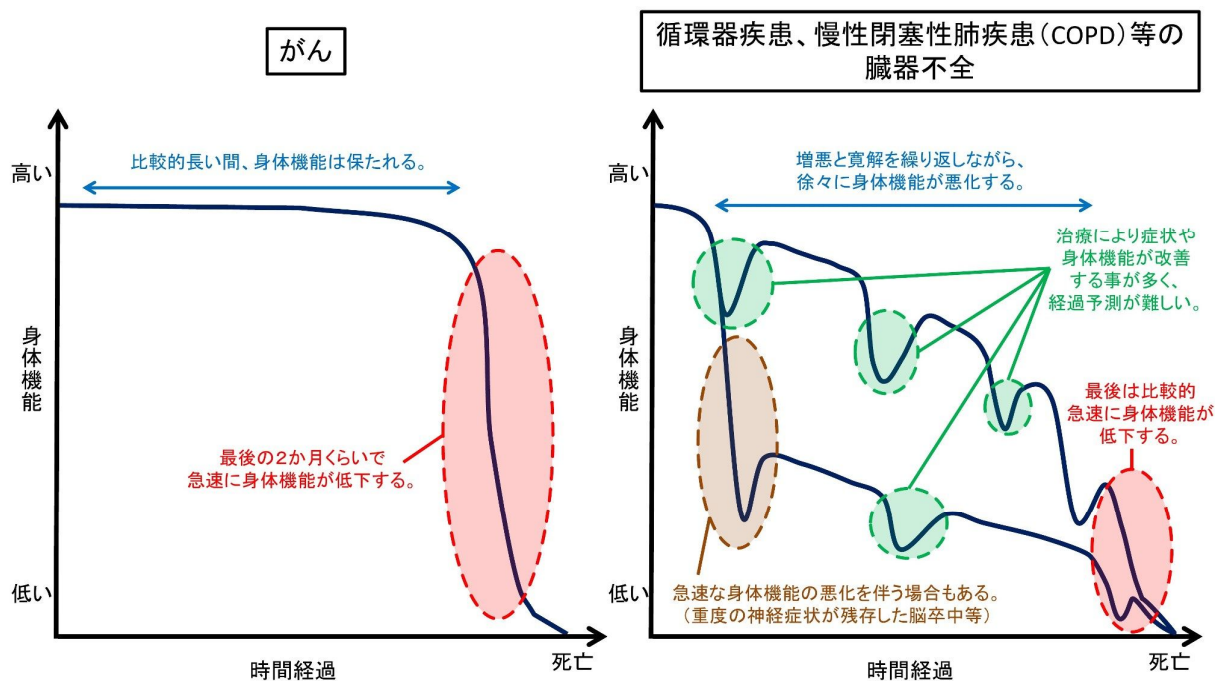 がん
高い
比較的長い間、身体機能は保たれる。
身体機能
最後の２か月くらいで
急速に身体機能が低下する。
低い
時間経過
死亡
循環器疾患、慢性閉塞性肺疾患（COPD）等の
臓器不全
高い
増悪と寛解を繰り返しながら、
徐々に身体機能が悪化する。
治療により症状や
身体機能が改善
する事が多く、
経過予測が難しい。
身体機能
最後は比較的
急速に身体機能が
低下する。
急速な身体機能の悪化を伴う場合もある。
（重度の神経症状が残存した脳卒中等）
低い
時間経過
死亡